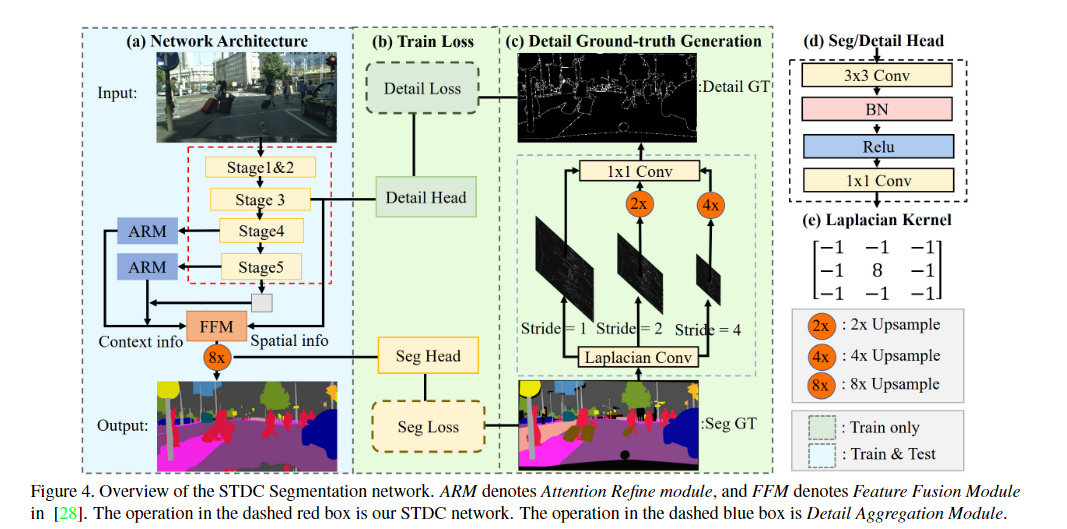 (a) Network Architecture
(b) Train Loss
(c) Detail Ground-truth Generation
(d) Seg/Detail Head
Input:
Stage1&2
Stage 3
ARM
Stage4
ARM
Stage5
FFM
Context info
Spatial info
8x
Output:
Detail Loss
Detail Head
Seg Head
Seg Loss
:Detail GT
1x1 Conv
2x
4x
Stride = 1
Stride = 2
Stride = 4
Laplacian Conv
:Seg GT
3x3 Conv
BN
Relu
1x1 Conv
(e) Laplacian Kernel
[−1 −1 −1]
−1 8 −1
[−1 −1 −1]
2x : 2x Upsample
4x : 4x Upsample
8x : 8x Upsample
: Train only
: Train & Test
Figure 4. Overview of the STDC Segmentation network. ARM denotes Attention Refine module, and FFM denotes Feature Fusion Module
in [28]. The operation in the dashed red box is our STDC network. The operation in the dashed blue box is Detail Aggregation Module.